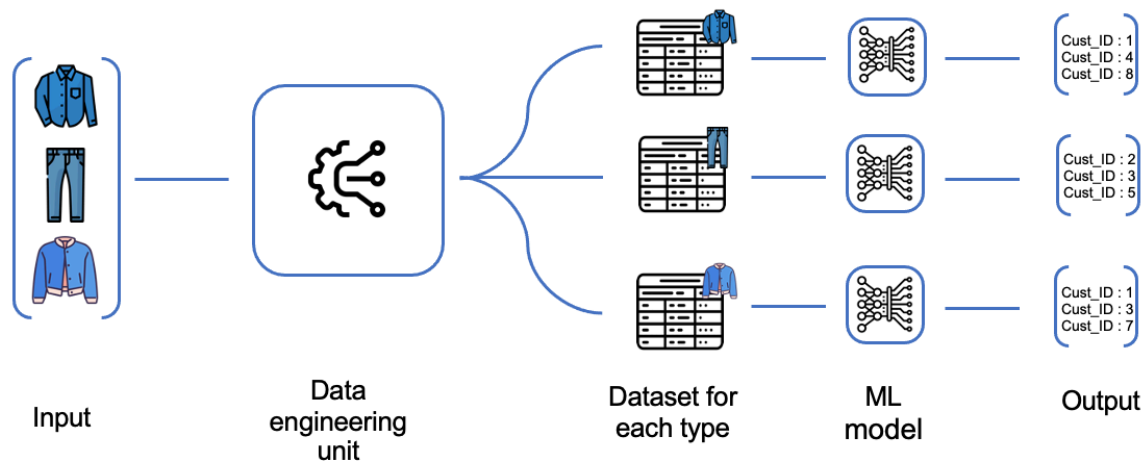 Cust_ID : 1
Cust_ID : 4
Cust_ID : 8
Cust_ID : 2
Cust_ID : 3
Cust_ID : 5
Cust_ID : 1
Cust_ID : 3
Cust_ID : 7
Input
Data
engineering
unit
Dataset for
each type
ML
model
Output